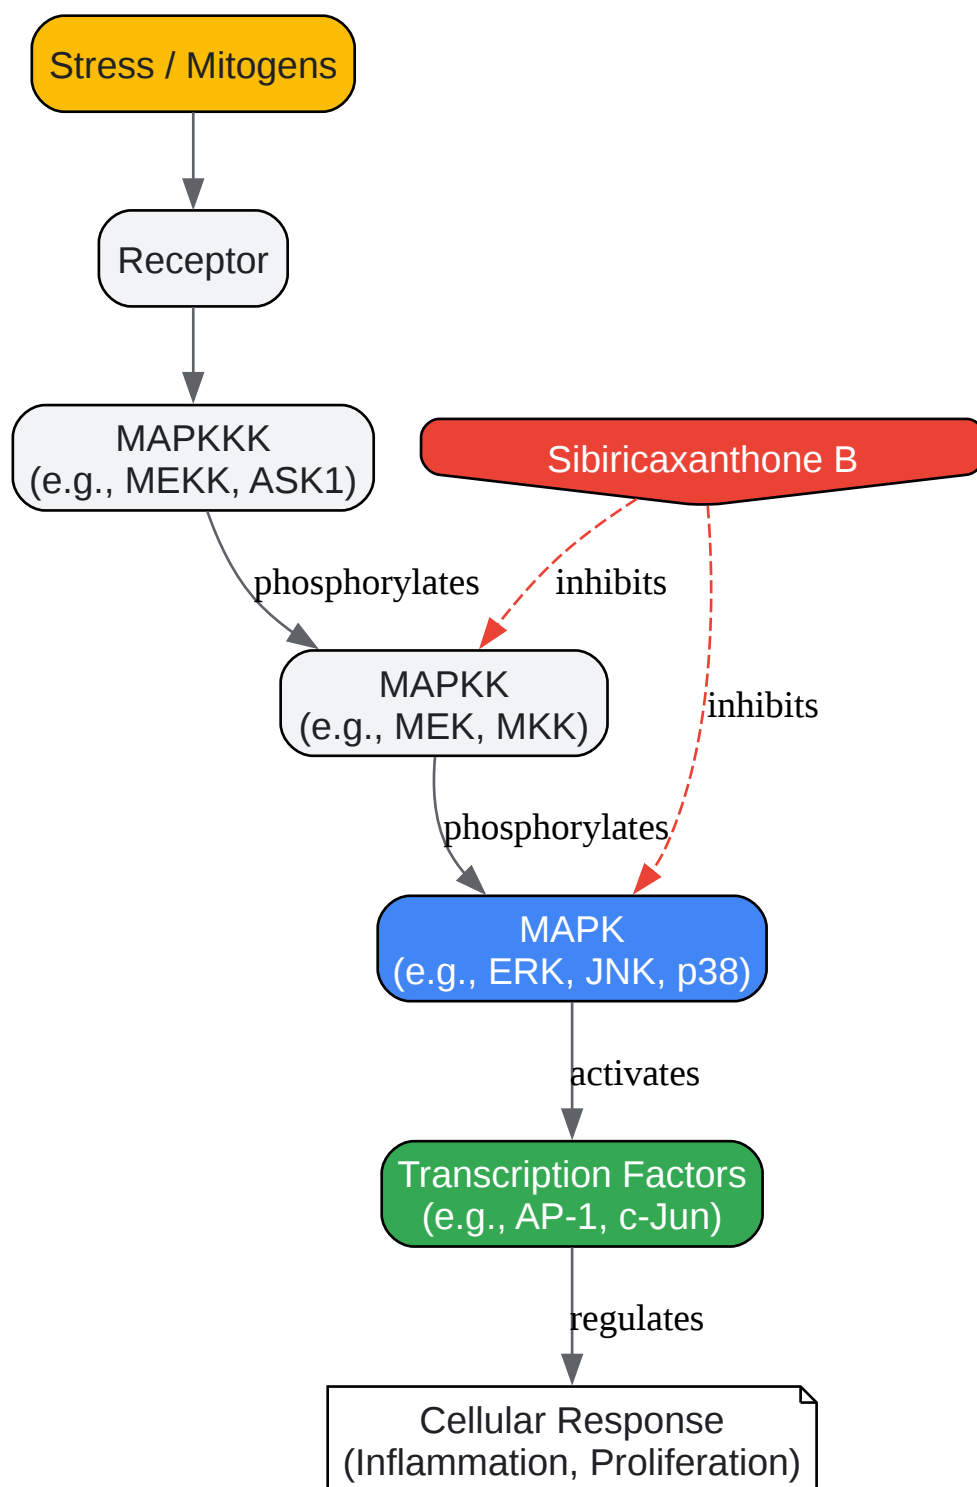 Stress / Mitogens
Receptor
MAPKKK
(e.g., MEKK, ASK1)
Sibiricaxanthone B
phosphorylates
inhibits
MAPKK
(e.g., MEK, MKK)
inhibits
phosphorylates
MAPK
(e.g., ERK, JNK, p38)
activates
Transcription Factors
(e.g., AP-1, c-Jun)
regulates
Cellular Response
(Inflammation, Proliferation)